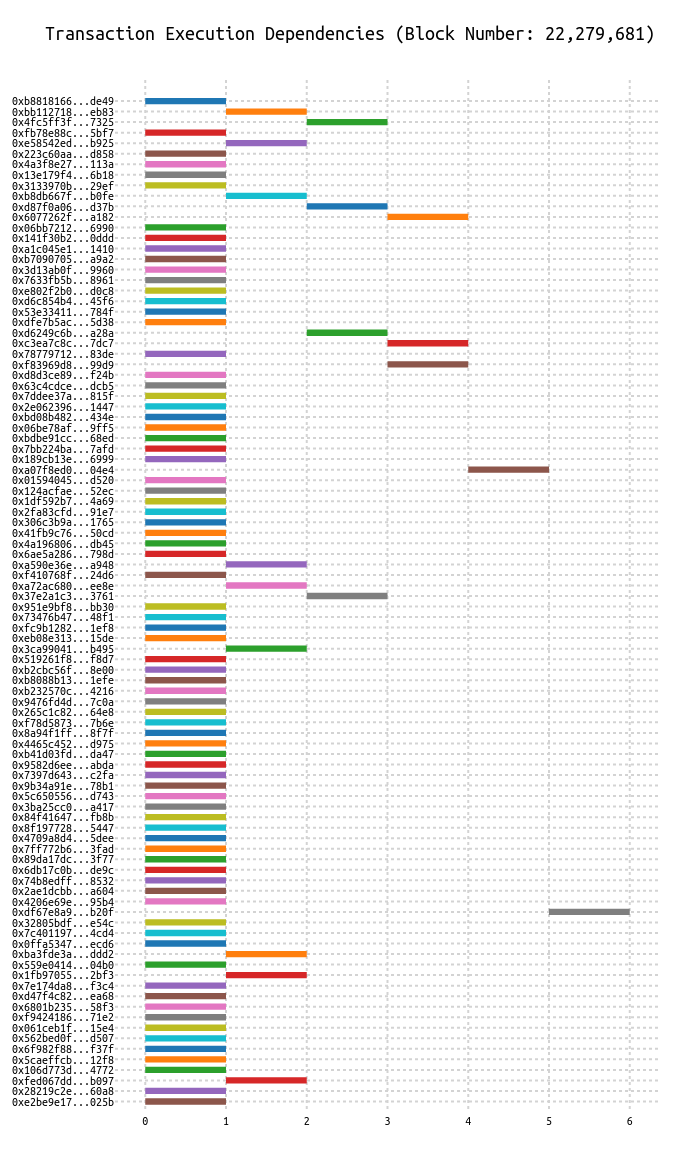 Transaction Execution Dependencies (Block Number: 22,279,681)
0xb8818166...de49
0xbb112718...eb83
0x4fc5ff3f...7325
0xfb78e88c...5bf7
0xe58542ed...b925
0x223c60aa...d858
0x4a3f8e27...113a
0x13e179f4...6b18
0x3133970b...29ef
0xb8db667f...b0fe
0xd87f0a06...d37b
0x6077262f...a182
0x06bb7212...6990
0x141f30b2...0ddd
0xa1c045e1...1410
0xb7090705...a9a2
0x3d13ab0f...9960
0x7633fb5b...8961
0xe802f2b0...d0c8
0xd6c854b4...45f6
0x53e33411...784f
0xdfe7b5ac...5d38
0xd6249c6b...a28a
0xc3ea7c8c...7dc7
0x78779712...83de
0xf83969d8...99d9
0xd8d3ce89...f24b
0x63c4cdce...dcb5
0x7ddee37a...815f
0x2e062396...1447
0xbd08b482...434e
0x06be78af...9ff5
0xbdbe91cc...68ed
0x7bb224ba...7afd
0x189cb13e...6999
0xa07f8ed0...04e4
0x01594045...d520
0x124acfae...52ec
0x1df592b7...4a69
0x2fa83cfd...91e7
0x306c3b9a...1765
0x41fb9c76...50cd
0x4a196806...db45
0x6ae5a286...798d
0xa590e36e...a948
0xf410768f...24d6
0xa72ac680...ee8e
0x37e2a1c3...3761
0x951e9bf8...bb30
0x73476b47...48f1
0xfc9b1282...1ef8
0xeb08e313...15de
0x3ca99041...b495
0x519261f8...f8d7
0xb2cbc56f...8e00
0xb8088b13...1efe
0xb232570c...4216
0x9476fd4d...7c0a
0x265c1c82...64e8
0xf78d5873...7b6e
0x8a94f1ff...8f7f
0x4465c452...d975
0xb41d03fd...da47
0x9582d6ee...abda
0x7397d643...c2fa
0x9b34a91e...78b1
0x5c650556...d743
0x3ba25cc0...a417
0x84f41647...fb8b
0x8f197728...5447
0x4709a8d4...5dee
0x7ff772b6...3fad
0x89da17dc...3f77
0x6db17c0b...de9c
0x74b8edff...8532
0x2ae1dcbb...a604
0x4206e69e...95b4
0xdf67e8a9...b20f
0x32805bdf...e54c
0x7c401197...4cd4
0x0ffa5347...ecd6
0xba3fde3a...ddd2
0x559e0414...04b0
0x1fb97055...2bf3
0x7e174da8...f3c4
0xd47f4c82...ea68
0x6801b235...58f3
0xf9424186...71e2
0x061ceb1f...15e4
0x562bed0f...d507
0x6f982f88...f37f
0x5caeffcb...12f8
0x106d773d...4772
0xfed067dd...b097
0x28219c2e...60a8
0xe2be9e17...025b
0 1 2 3 4 5 6